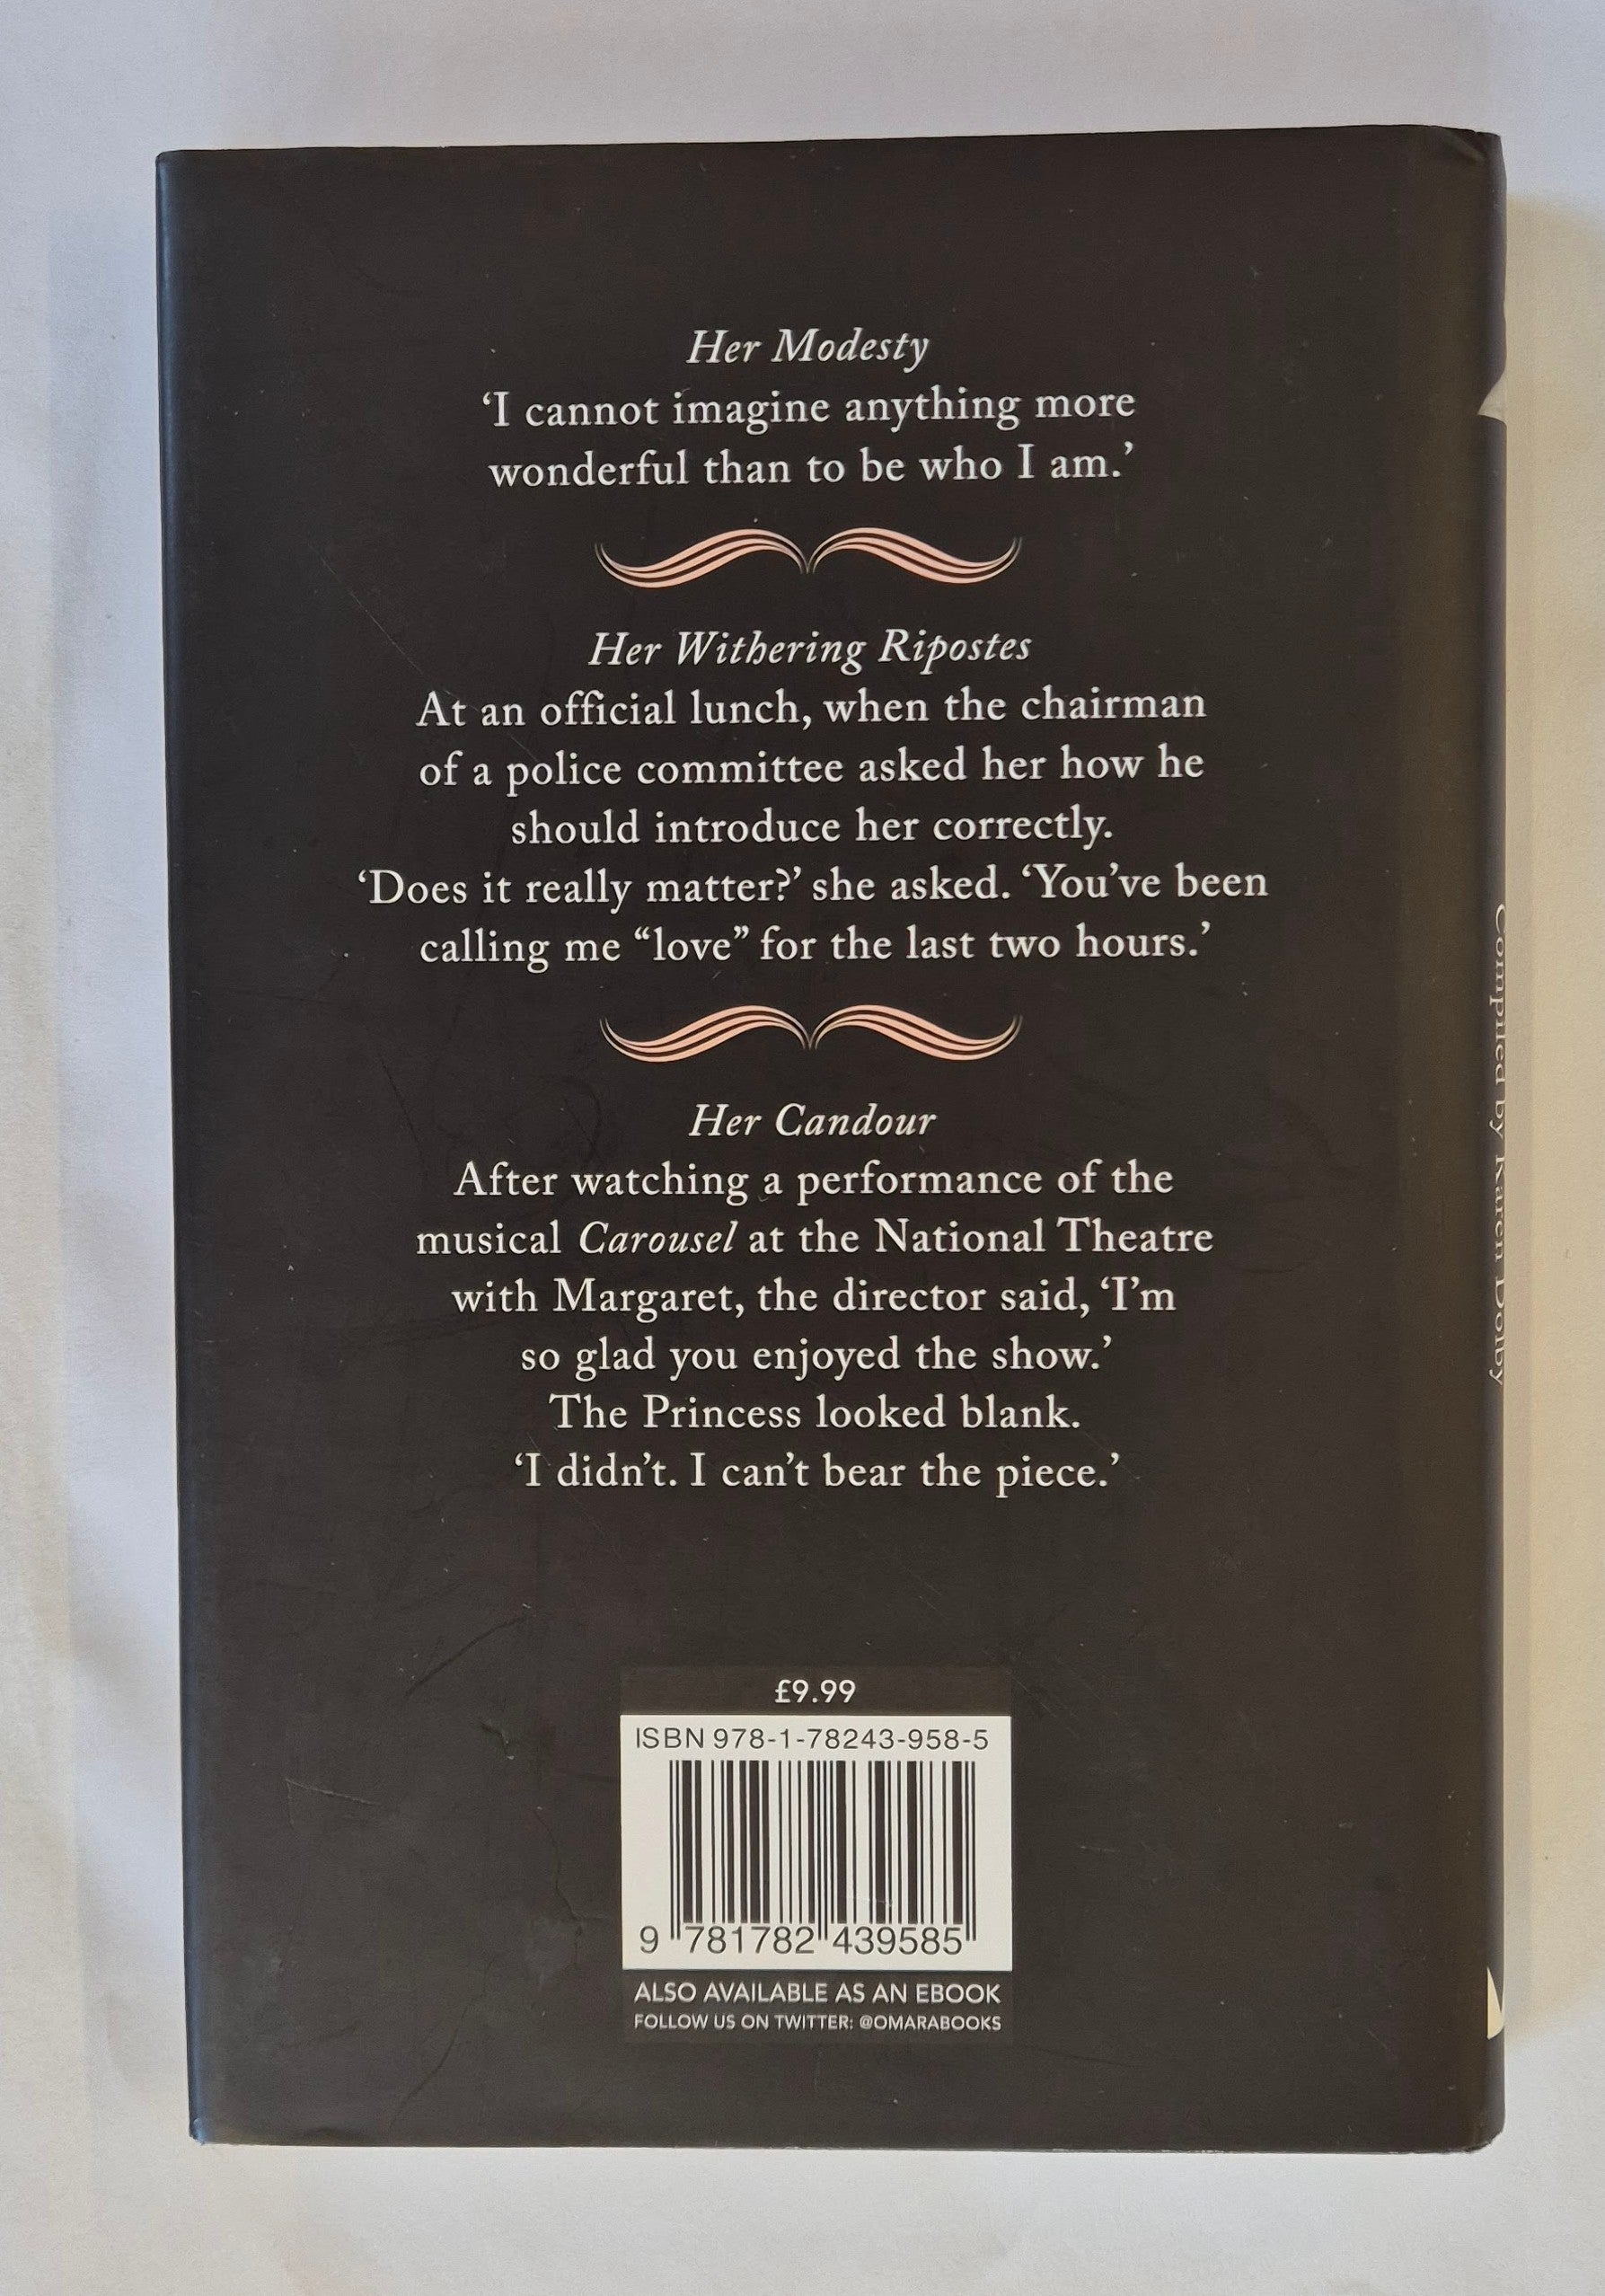 Her Modesty
‘I cannot imagine anything more
wonderful than to be who I am.’
Her Withering Ripostes
At an official lunch, when the chairman
of a police committee asked her how he
should introduce her correctly.
‘Does it really matter?’ she asked. ‘You’ve been
calling me “love” for the last two hours.’
Her Candour
After watching a performance of the
musical Carousel at the National Theatre
with Margaret, the director said, ‘I’m
so glad you enjoyed the show.’
The Princess looked blank.
‘I didn’t. I can’t bear the piece.’
£9.99
ISBN 978-1-78243-958-5
9 781782 439585
ALSO AVAILABLE AS AN EBOOK
FOLLOW US ON TWITTER: @OMARABOOKS
Compiled by Karen Dolby